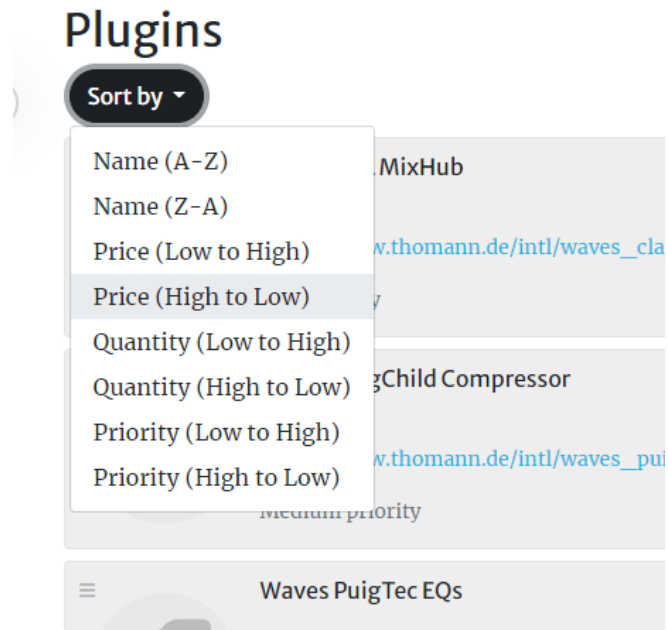 Plugins
Sort by
Name (A-Z)
Name (Z-A)
Price (Low to High)
Price (High to Low)
Quantity (Low to High)
Quantity (High to Low)
Priority (Low to High)
Priority (High to Low)
MixHub
.thomann.de/intl/waves_cla
Child Compressor
.thomann.de/intl/waves_pui
Medium priority
Waves PuigTec EQs